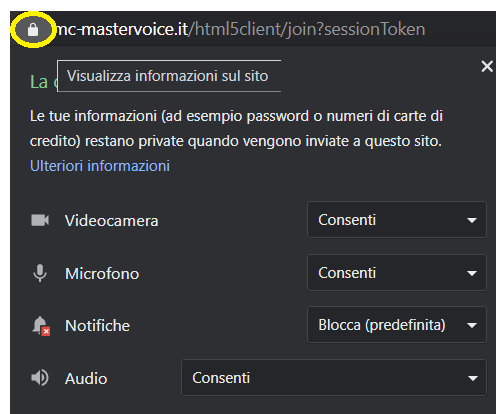 mc-mastervoice.it/html5client/join?sessionToken
Visualizza informazioni sul sito
La
Le tue informazioni (ad esempio password o numeri di carte di
credito) restano private quando vengono inviate a questo sito.
Ulteriori informazioni
Videocamera Consenti
Microfono Consenti
Notifiche Blocca (predefinita)
Audio Consenti